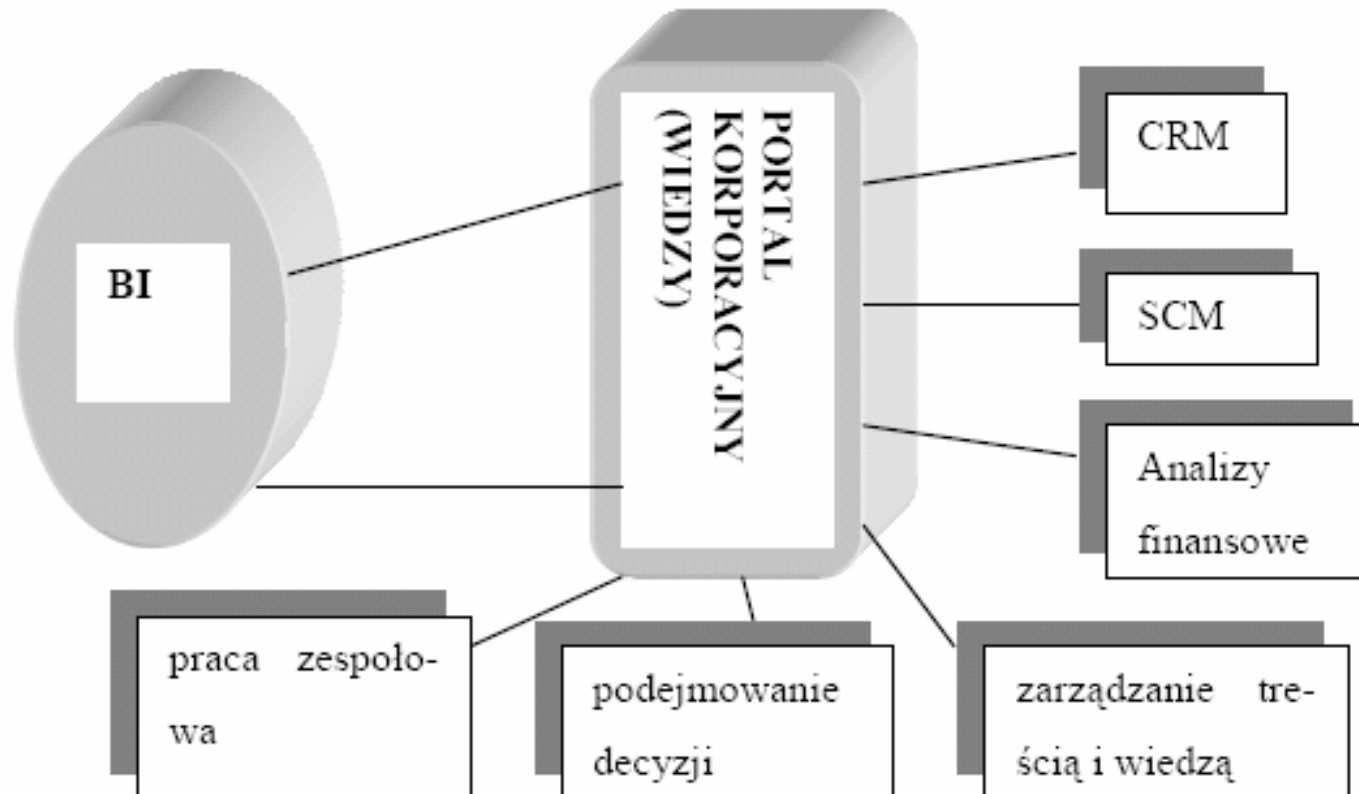 BI
PORTAL
KORPORACYJNY
(WIEDZY)
CRM
SCM
Analizy
finansowe
praca zespoło-
wa
podejmowanie
decyzji
zarządzanie tre-
ścią i wiedzą